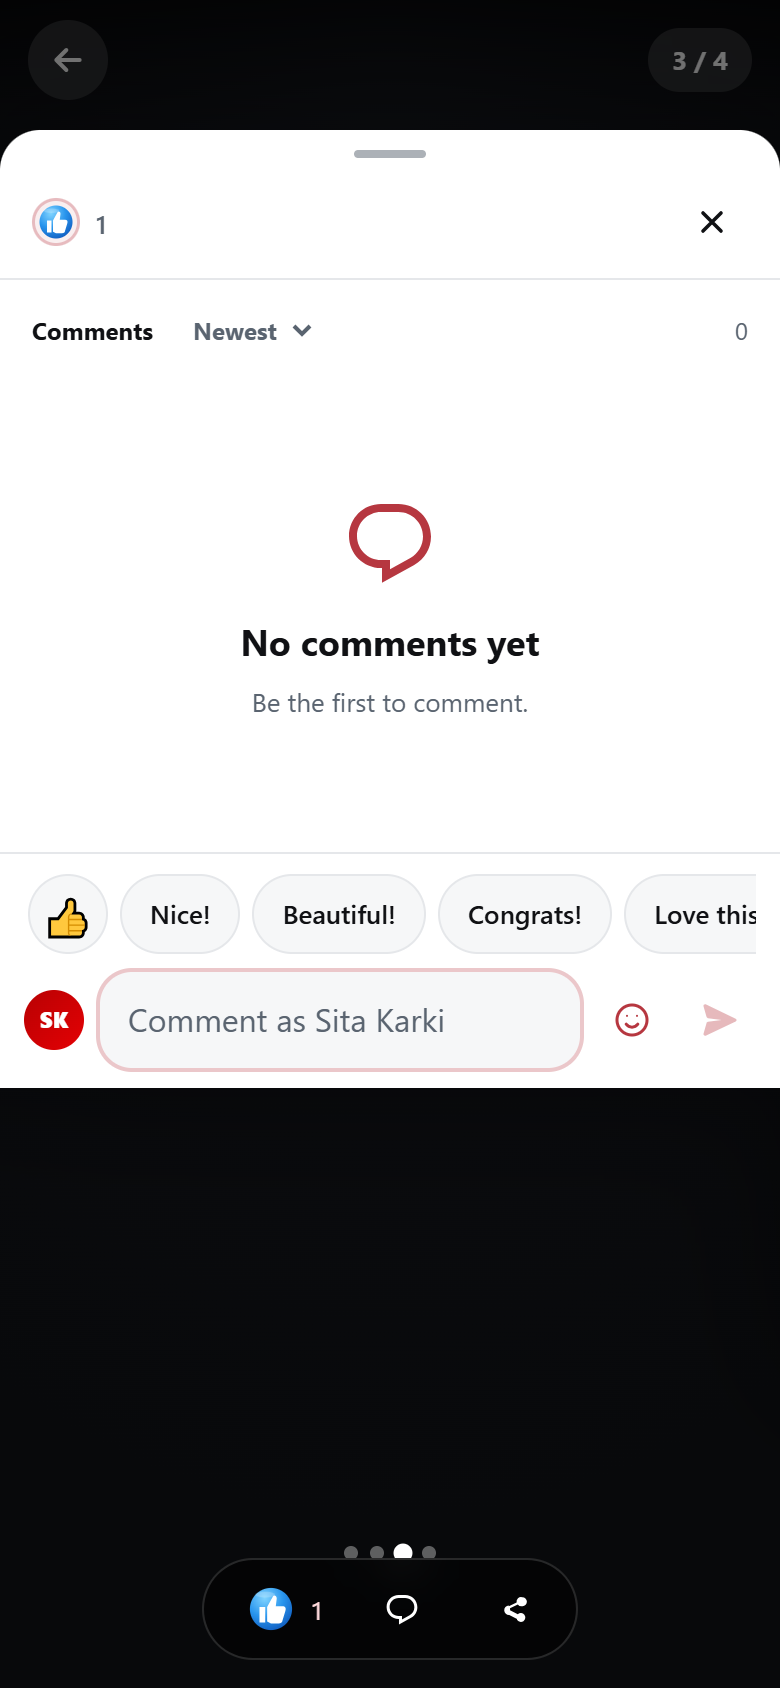 3 / 4
1
Comments
Newest
0
No comments yet
Be the first to comment.
Nice!
Beautiful!
Congrats!
Love this
SK
Comment as Sita Karki
1